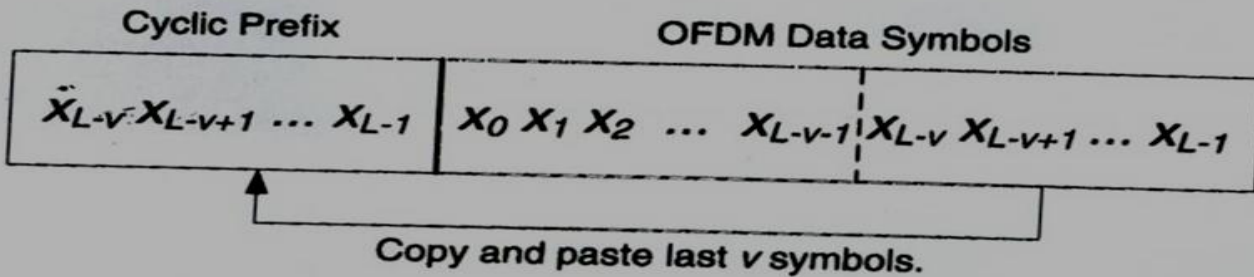 Cyclic Prefix OFDM Data Symbols
X_{L-v} X_{L-v+1} ... X_{L-1} X_0 X_1 X_2 ... X_{L-v-1} X_{L-v} X_{L-v+1} ... X_{L-1}
Copy and paste last v symbols.